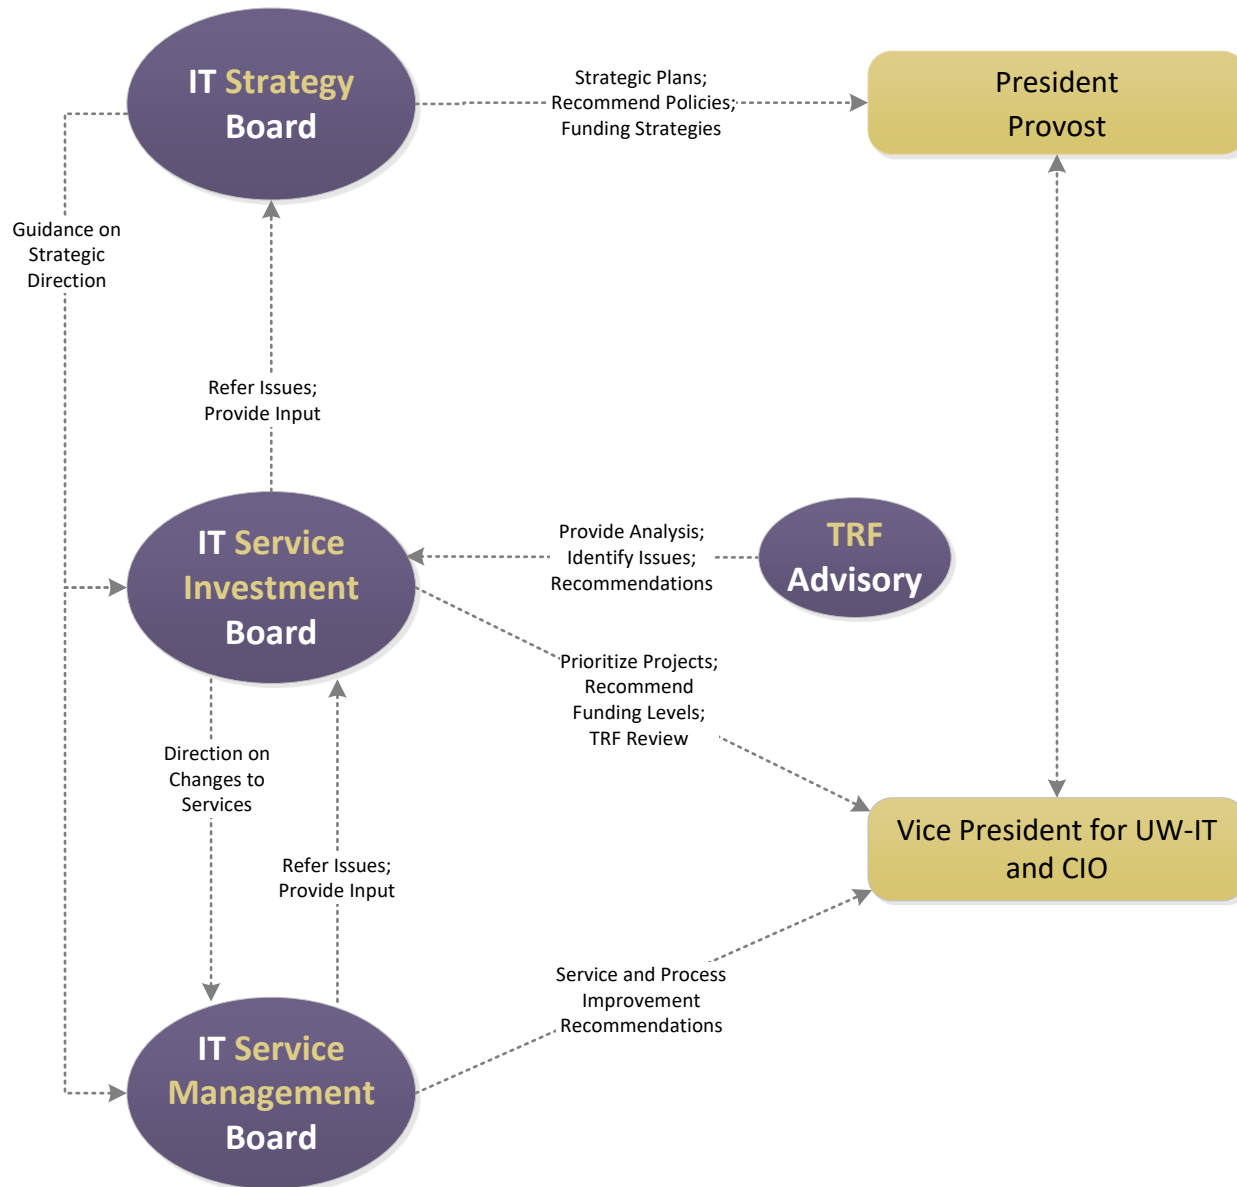 IT Strategy
Board
Strategic Plans;
Recommend Policies;
Funding Strategies
President
Provost
Guidance on
Strategic
Direction
Refer Issues;
Provide Input
IT Service
Investment
Board
Provide Analysis;
Identify Issues;
Recommendations
TRF
Advisory
Prioritize Projects;
Recommend
Funding Levels;
TRF Review
Direction on
Changes to
Services
Refer Issues;
Provide Input
Vice President for UW-IT
and CIO
Service and Process
Improvement
Recommendations
IT Service
Management
Board